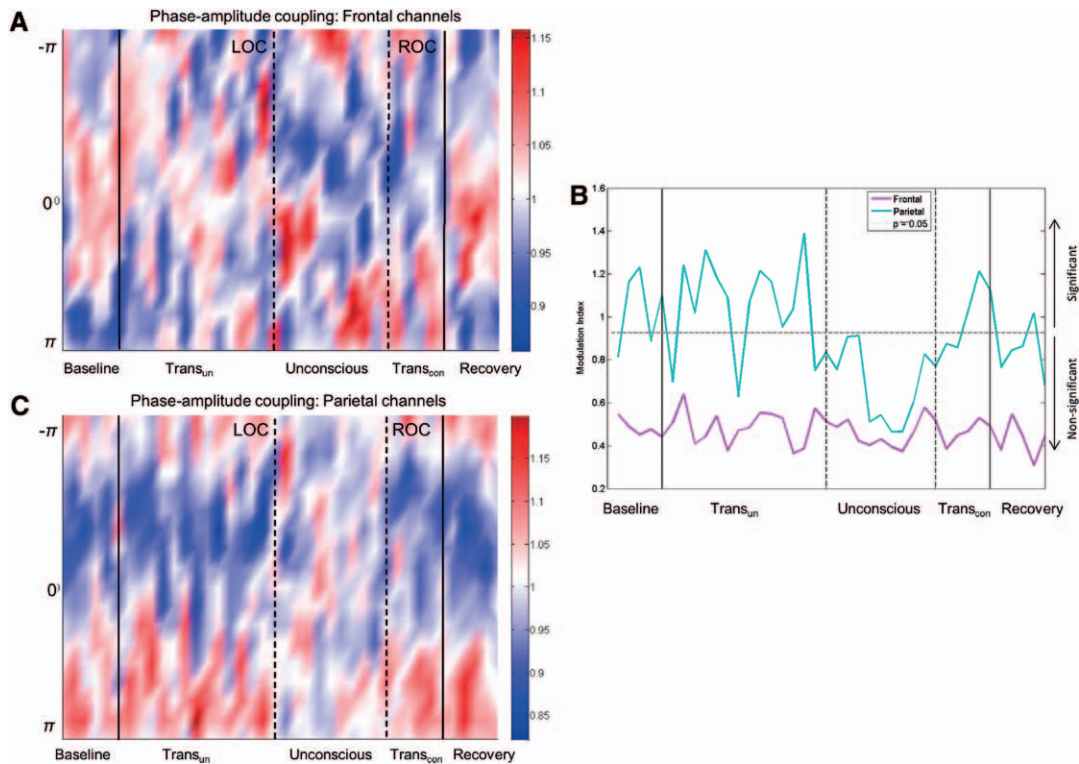 A
Phase-amplitude coupling: Frontal channels
-π
LOC
ROC
0⁰
π
1.15
1.1
1.05
1
0.95
0.9
Baseline
Trans_un
Unconscious
Trans_con
Recovery
B
1.6
1.4
1.2
1
0.8
0.6
0.4
0.2
Modulation Index
Frontal
Parietal
p = 0.05
Significant
Non-significant
Baseline
Trans_un
Unconscious
Trans_con
Recovery
C
Phase-amplitude coupling: Parietal channels
-π
LOC
ROC
0⁾
π
1.15
1.1
1.05
1
0.95
0.9
0.85
Baseline
Trans_un
Unconscious
Trans_con
Recovery